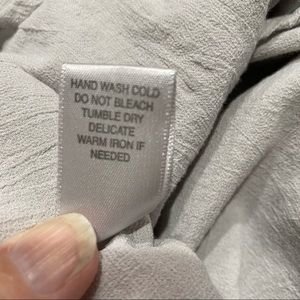 HAND WASH COLD
DO NOT BLEACH
TUMBLE DRY
DELICATE
WARM IRON IF
NEEDED